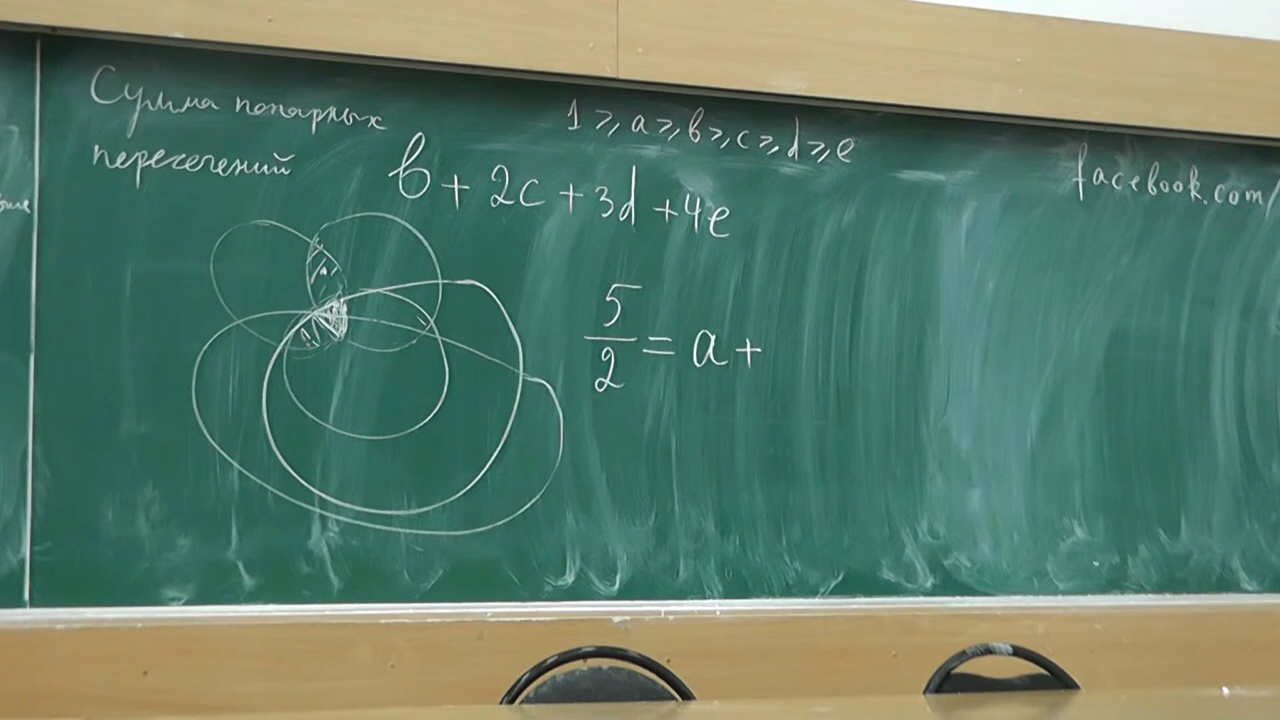 Сумма попарных
пересечений
1 ⩾ a ⩾ b ⩾ c ⩾ d ⩾ e
b + 2c + 3d + 4e
5/2 = a +
facebook.com/